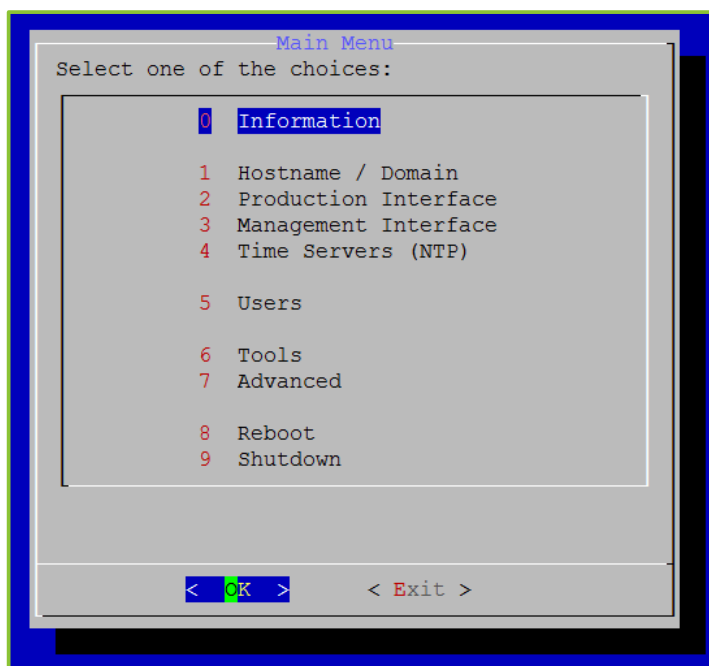 Main Menu
Select one of the choices:
0 Information
1 Hostname / Domain
2 Production Interface
3 Management Interface
4 Time Servers (NTP)
5 Users
6 Tools
7 Advanced
8 Reboot
9 Shutdown
< OK > < Exit >